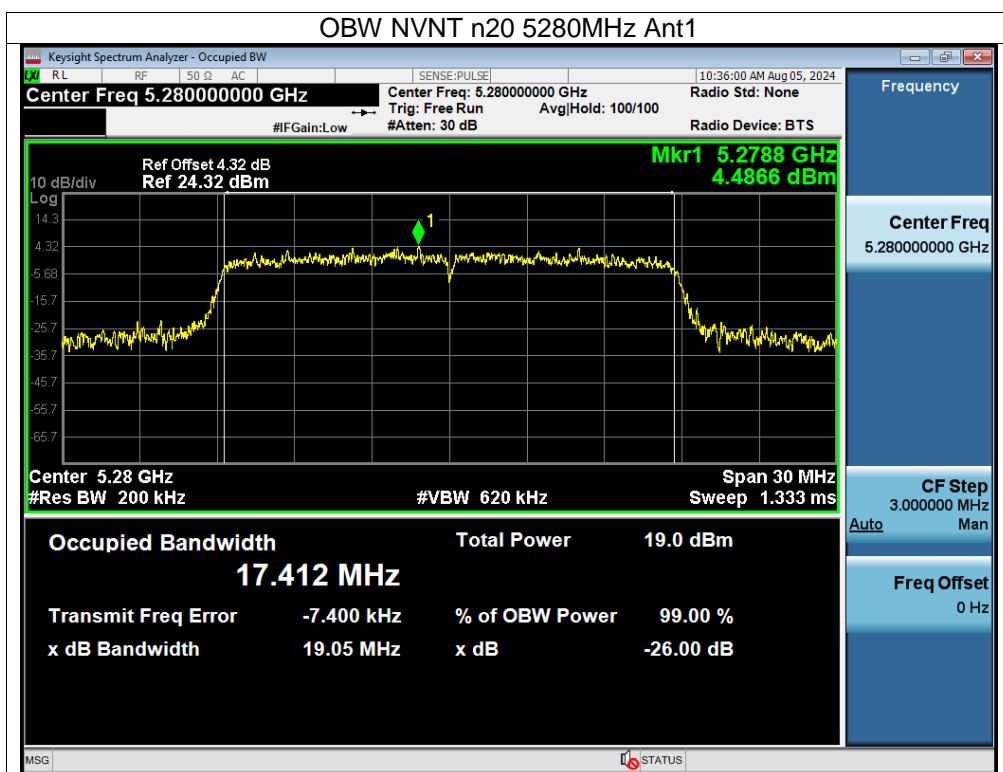 OBW NVNT n20 5280MHz Ant1
Keysight Spectrum Analyzer - Occupied BW
LXI RL RF 50 Ω AC SENSE:PULSE 10:36:00 AM Aug 05, 2024
Center Freq 5.280000000 GHz
Center Freq: 5.280000000 GHz Radio Std: None
Trig: Free Run Avg|Hold: 100/100
#IFGain:Low #Atten: 30 dB Radio Device: BTS
Frequency
Ref Offset 4.32 dB Mkr1 5.2788 GHz
10 dB/div Ref 24.32 dBm 4.4866 dBm
Log
14.3
4.32
-5.68
-15.7
-25.7
-35.7
-45.7
-55.7
-65.7
1
Center 5.28 GHz Span 30 MHz
#Res BW 200 kHz #VBW 620 kHz Sweep 1.333 ms
Occupied Bandwidth Total Power 19.0 dBm
17.412 MHz
Transmit Freq Error -7.400 kHz % of OBW Power 99.00 %
x dB Bandwidth 19.05 MHz x dB -26.00 dB
Center Freq
5.280000000 GHz
CF Step
3.000000 MHz
Auto Man
Freq Offset
0 Hz
MSG STATUS